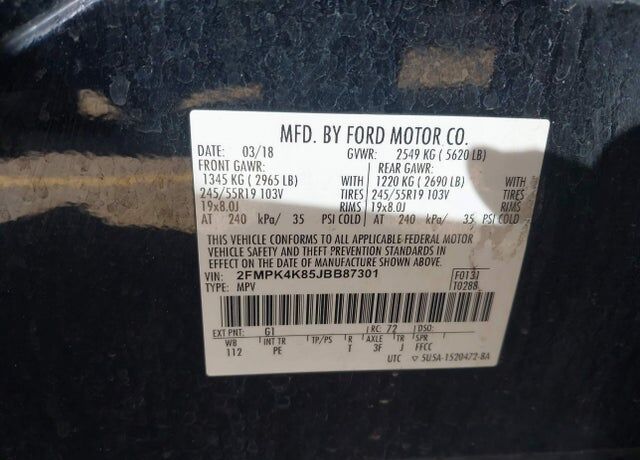 MFD. BY FORD MOTOR CO.
DATE: 03/18 GVWR: 2549 KG (5620 LB)
FRONT GAWR: REAR GAWR:
1345 KG (2965 LB) WITH 1220 KG (2690 LB) WITH
245/55R19 103V TIRES 245/55R19 103V TIRES
19x8.0J RIMS 19x8.0J RIMS
AT 240 kPa/ 35 PSI COLD AT 240 kPa/ 35 PSI COLD
THIS VEHICLE CONFORMS TO ALL APPLICABLE FEDERAL MOTOR
VEHICLE SAFETY AND THEFT PREVENTION STANDARDS IN
EFFECT ON THE DATE OF MANUFACTURE SHOWN ABOVE.
VIN: 2FMPK4K85JBB87301 F0131
TYPE: MPV T0288
EXT PNT: G1 RC: 72 DSO:
WB INT TR TP/PS R AXLE TR SPR
112 PE T 3F J FFCC
UTC ▽ 5U5A-1520472-BA